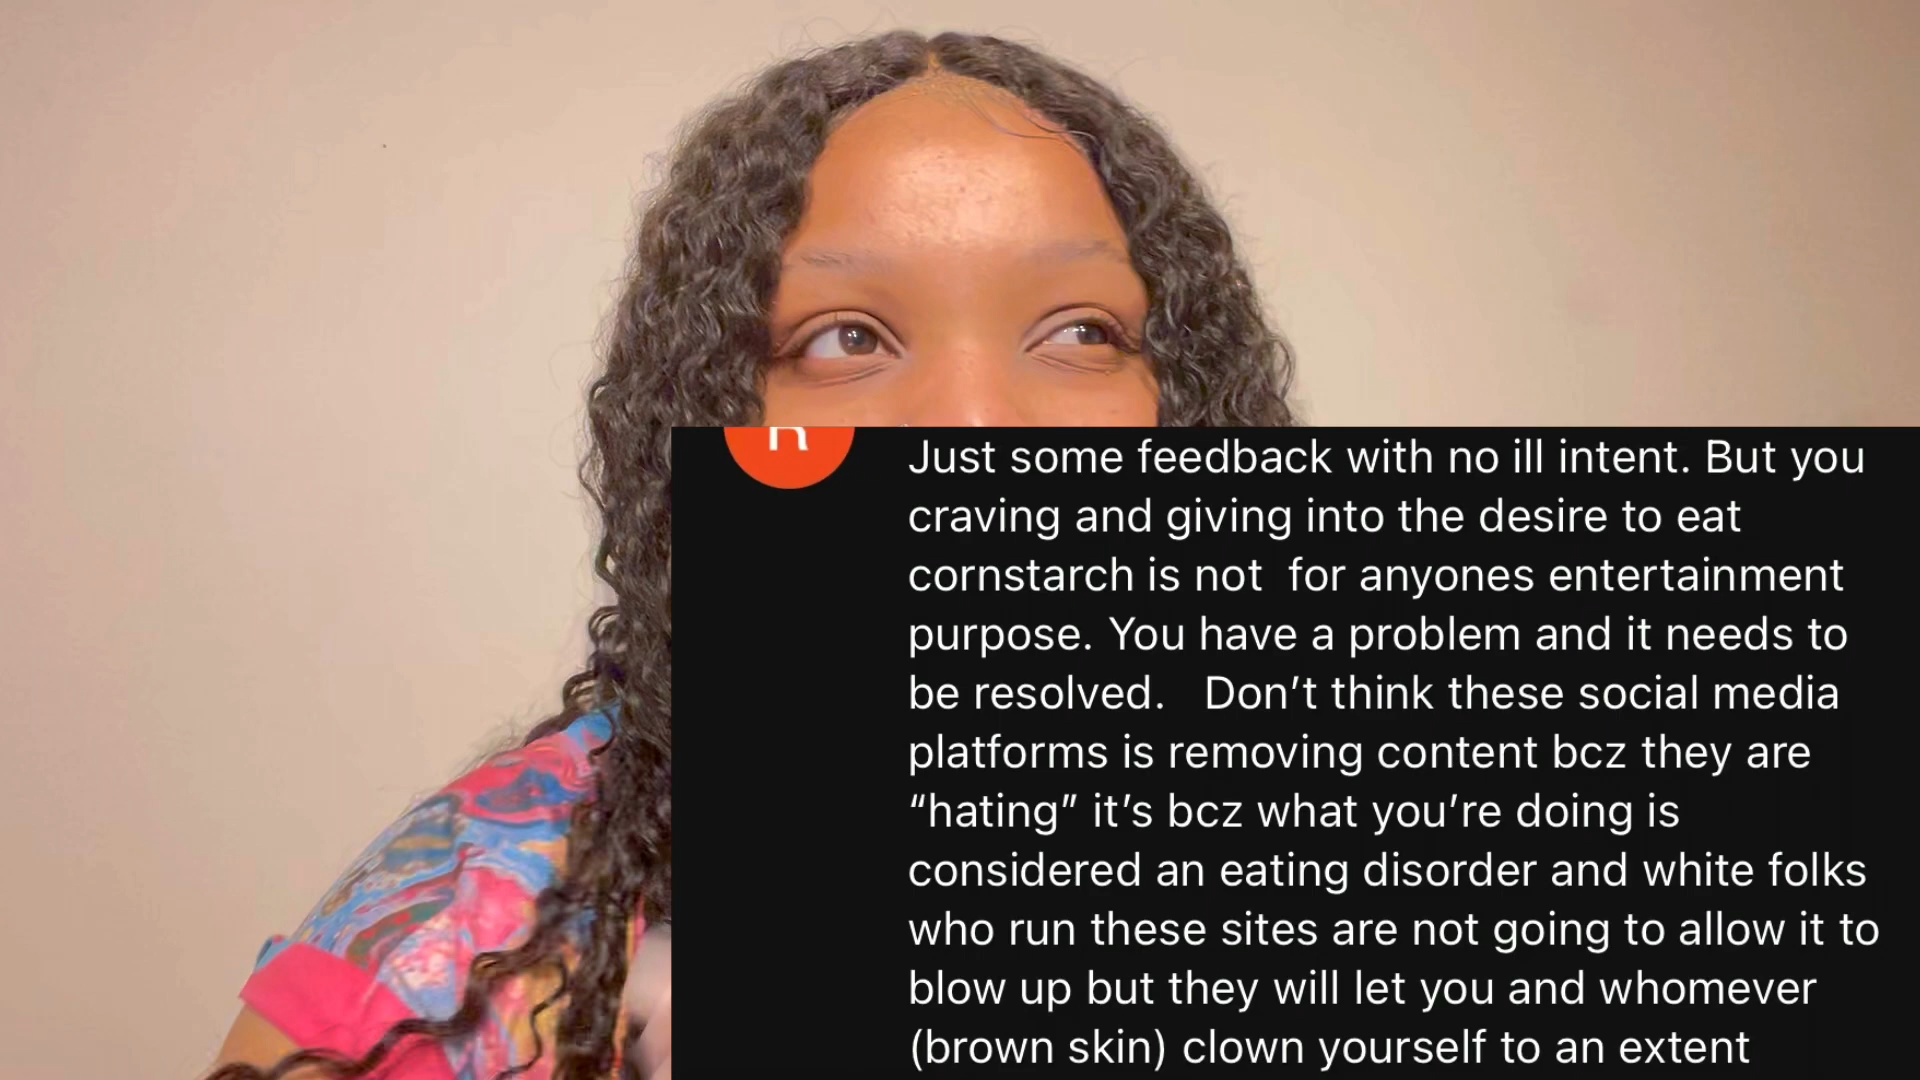 Just some feedback with no ill intent. But you
craving and giving into the desire to eat
cornstarch is not  for anyones entertainment
purpose. You have a problem and it needs to
be resolved.   Don’t think these social media
platforms is removing content bcz they are
“hating” it’s bcz what you’re doing is
considered an eating disorder and white folks
who run these sites are not going to allow it to
blow up but they will let you and whomever
(brown skin) clown yourself to an extent